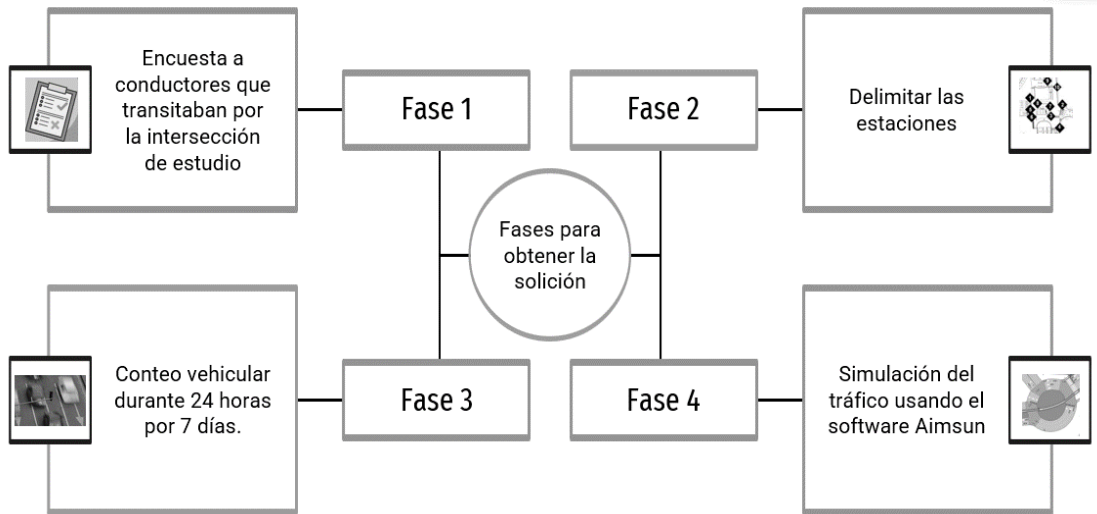 Encuesta a
conductores que
transitaban por
la intersección
de estudio
Fase 1
Fase 2
Delimitar las
estaciones
Fases para
obtener la
solición
Conteo vehicular
durante 24 horas
por 7 días.
Fase 3
Fase 4
Simulación del
tráfico usando el
software Aimsun